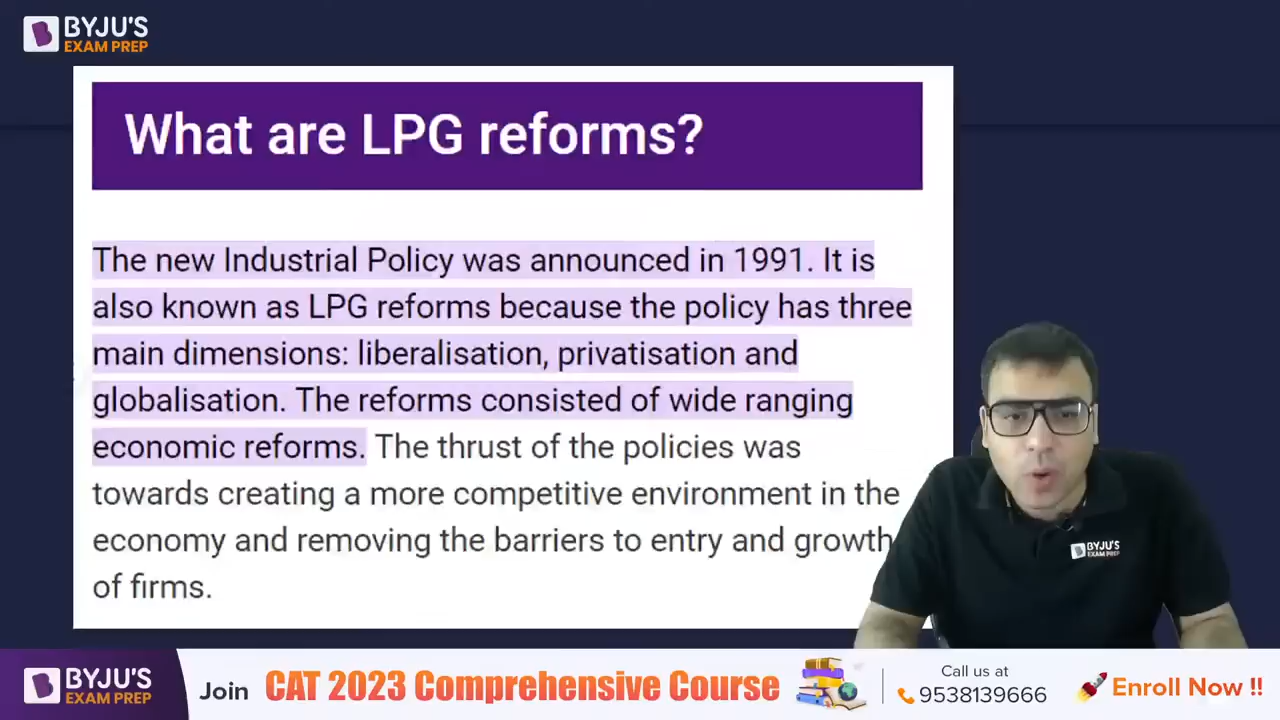 BYJU'S
EXAM PREP
What are LPG reforms?
The new Industrial Policy was announced in 1991. It is
also known as LPG reforms because the policy has three
main dimensions: liberalisation, privatisation and
globalisation. The reforms consisted of wide ranging
economic reforms. The thrust of the policies was
towards creating a more competitive environment in the
economy and removing the barriers to entry and growth
of firms.
BYJU'S
EXAM PREP
BYJU'S
EXAM PREP
Join CAT 2023 Comprehensive Course
Call us at
9538139666
Enroll Now !!